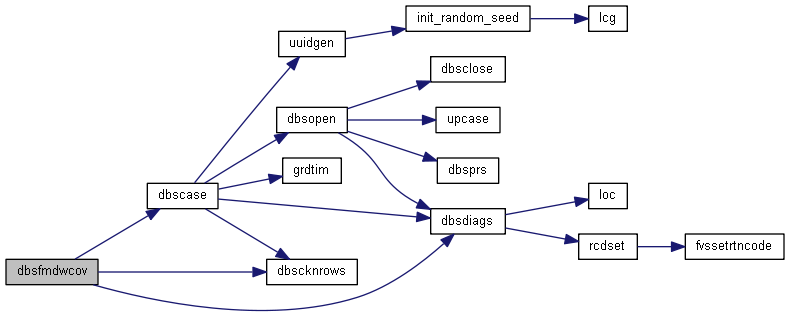 init_random_seed
lcg
uuidgen
dbsclose
dbsopen
upcase
grdtim
dbsprs
dbscase
loc
dbsdiags
rcdset
fvssetrtncode
dbsfmdwcov
dbscknrows